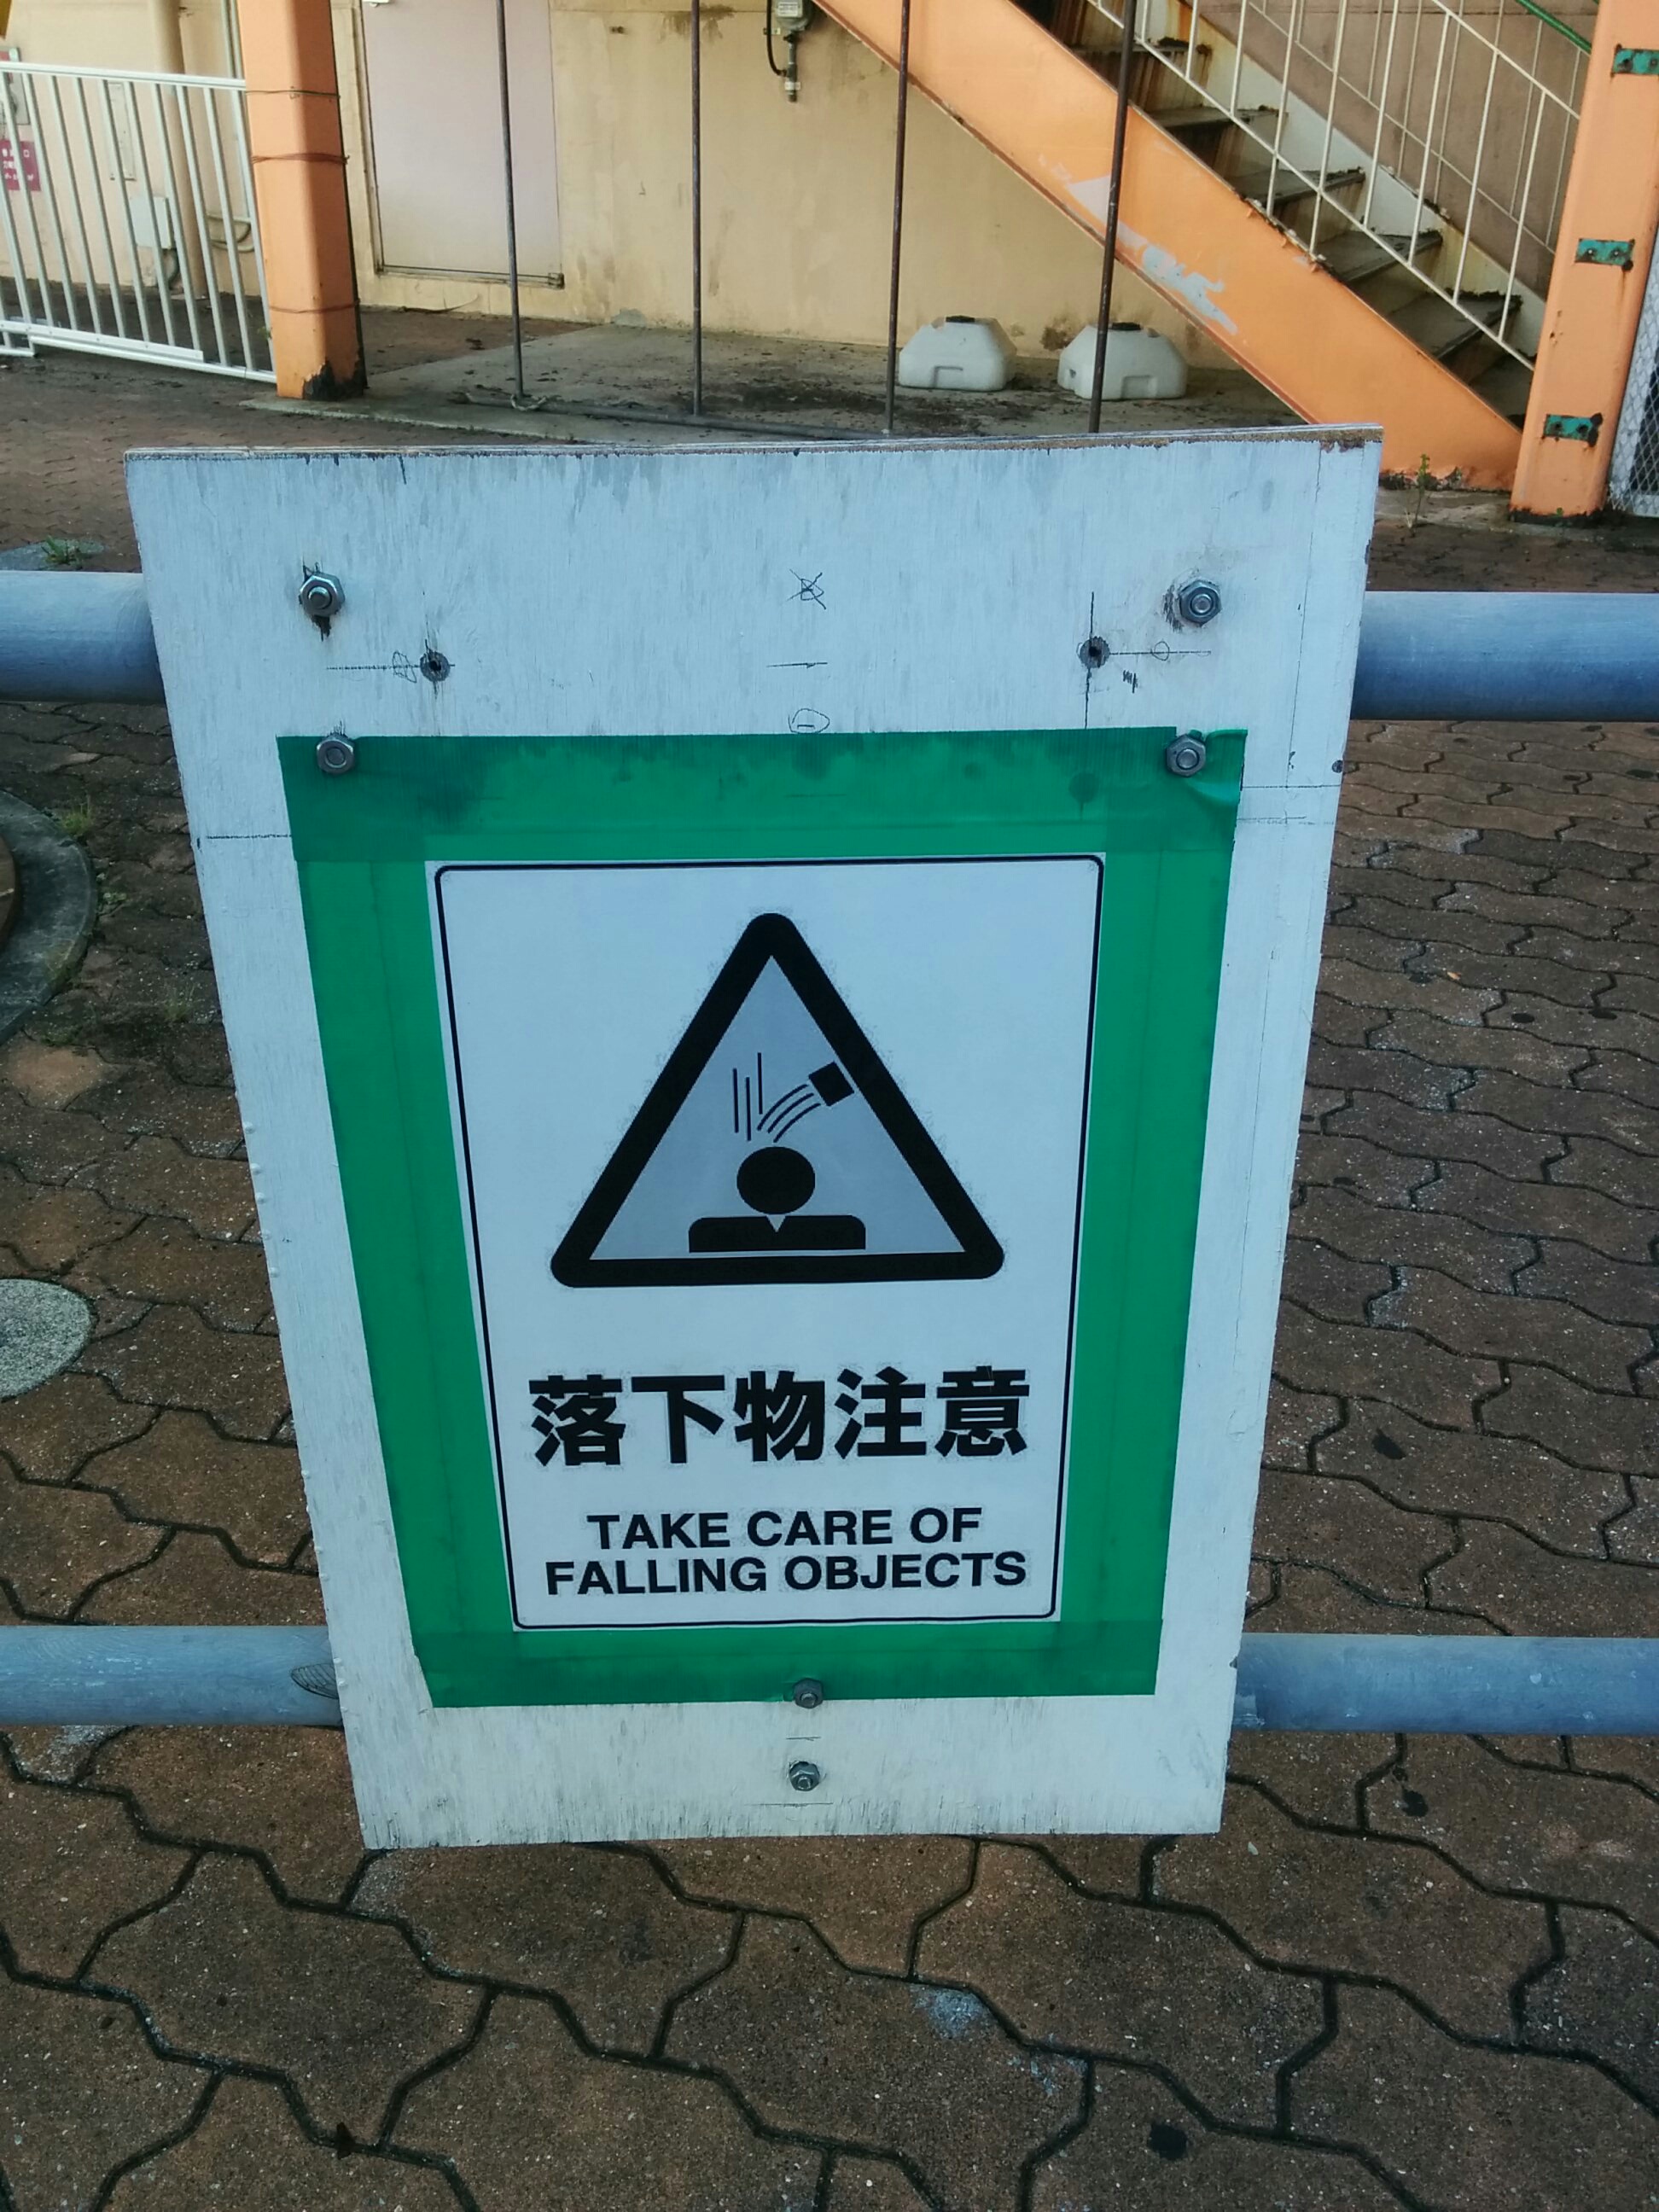 落下物注意
TAKE CARE OF
FALLING OBJECTS